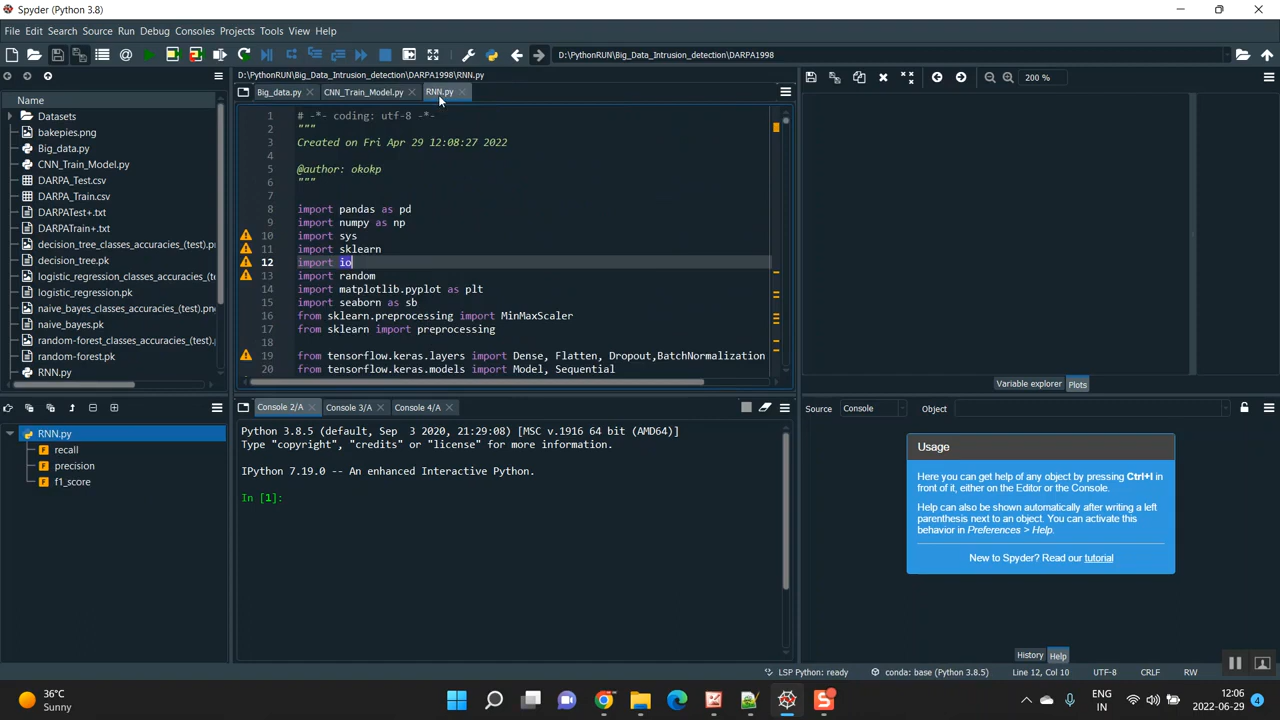 Spyder (Python 3.8)
File Edit Search Source Run Debug Consoles Projects Tools View Help
D:\PythonRUN\Big_Data_Intrusion_detection\DARPA1998
D:\PythonRUN\Big_Data_Intrusion_detection\DARPA1998\RNN.py
200 %
Name
Datasets
bakepies.png
Big_data.py
CNN_Train_Model.py
DARPA_Test.csv
DARPA_Train.csv
DARPATest+.txt
DARPATrain+.txt
decision_tree_classes_accuracies_(test).pn
decision_tree.pk
logistic_regression_classes_accuracies_(test).p
logistic_regression.pk
naive_bayes_classes_accuracies_(test).png
naive_bayes.pk
random-forest_classes_accuracies_(test).p
random-forest.pk
RNN.py
Big_data.py CNN_Train_Model.py RNN.py
1 # -*- coding: utf-8 -*-
2 """
3 Created on Fri Apr 29 12:08:27 2022
4
5 @author: okokp
6 """
7
8 import pandas as pd
9 import numpy as np
10 import sys
11 import sklearn
12 import io
13 import random
14 import matplotlib.pyplot as plt
15 import seaborn as sb
16 from sklearn.preprocessing import MinMaxScaler
17 from sklearn import preprocessing
18
19 from tensorflow.keras.layers import Dense, Flatten, Dropout,BatchNormalization
20 from tensorflow.keras.models import Model, Sequential
Variable explorer Plots
RNN.py
recall
precision
f1_score
Console 2/A Console 3/A Console 4/A
Python 3.8.5 (default, Sep 3 2020, 21:29:08) [MSC v.1916 64 bit (AMD64)]
Type "copyright", "credits" or "license" for more information.
IPython 7.19.0 -- An enhanced Interactive Python.
In [1]:
Source Console Object
Usage
Here you can get help of any object by pressing Ctrl+I in
front of it, either on the Editor or the Console.
Help can also be shown automatically after writing a left
parenthesis next to an object. You can activate this
behavior in Preferences > Help.
New to Spyder? Read our tutorial
History Help
LSP Python: ready conda: base (Python 3.8.5) Line 12, Col 10 UTF-8 CRLF RW
36°C
Sunny
ENG
IN
12:06
2022-06-29
4